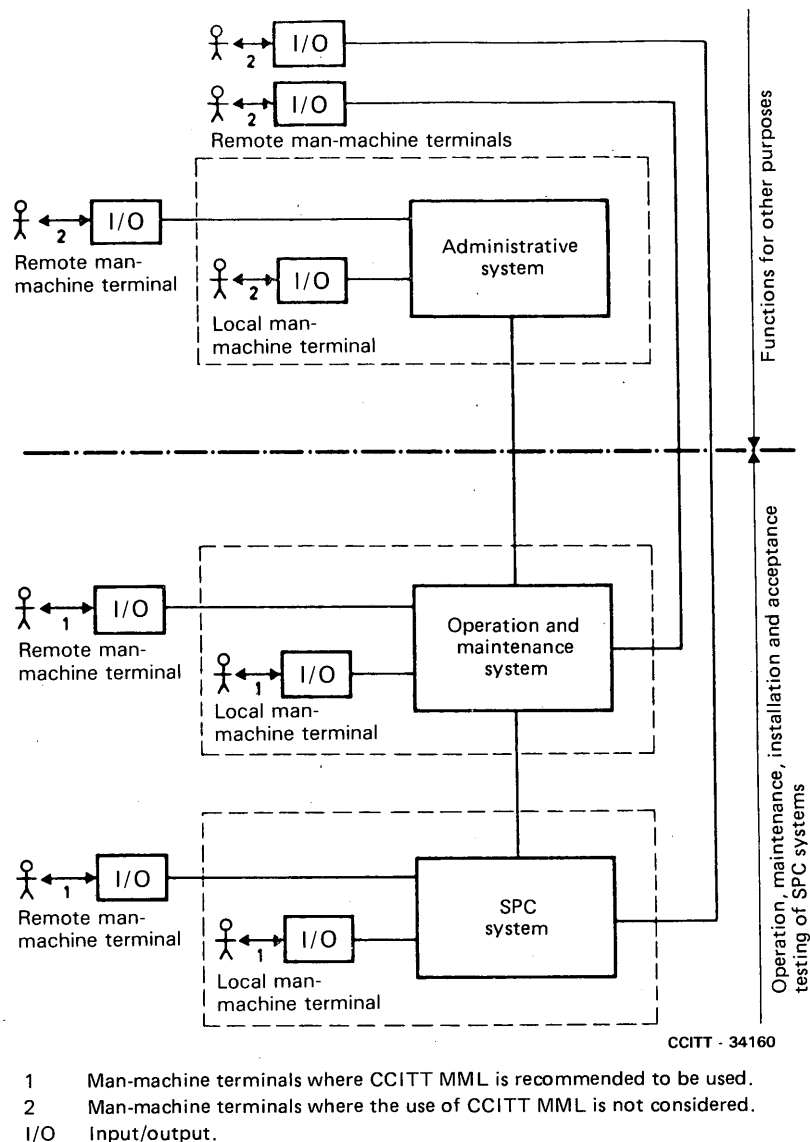 I/O
2
I/O
2
Remote man-machine terminals
I/O
2
Remote man-
machine terminal
Administrative
system
I/O
2
Local man-
machine terminal
Functions for other purposes
I/O
1
Remote man-
machine terminal
Operation and
maintenance
system
I/O
1
Local man-
machine terminal
I/O
1
Remote man-
machine terminal
SPC
system
I/O
1
Local man-
machine terminal
Operation, maintenance, installation and acceptance
testing of SPC systems
CCITT - 34160
1 Man-machine terminals where CCITT MML is recommended to be used.
2 Man-machine terminals where the use of CCITT MML is not considered.
I/O Input/output.